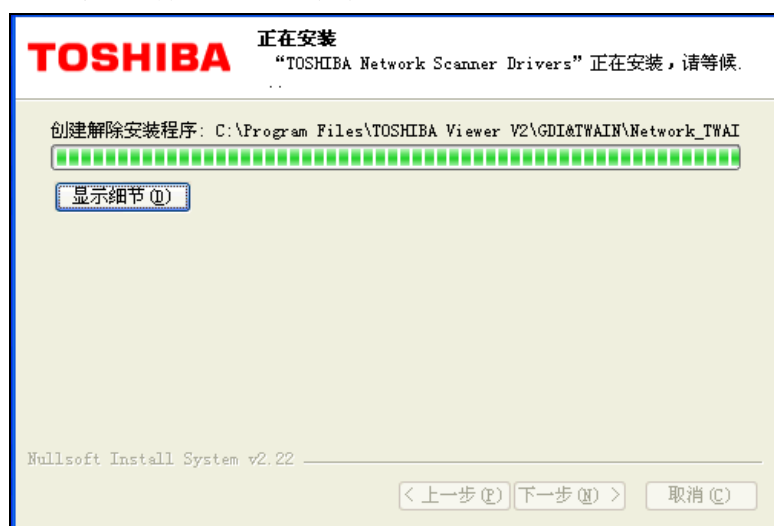 TOSHIBA
正在安装
“TOSHIBA Network Scanner Drivers”正在安装，请等候.
..
创建解除安装程序: C:\Program Files\TOSHIBA Viewer V2\GDI&TWAIN\Network_TWAI
显示细节(D)
Nullsoft Install System v2.22
< 上一步(P) 下一步(N) > 取消(C)